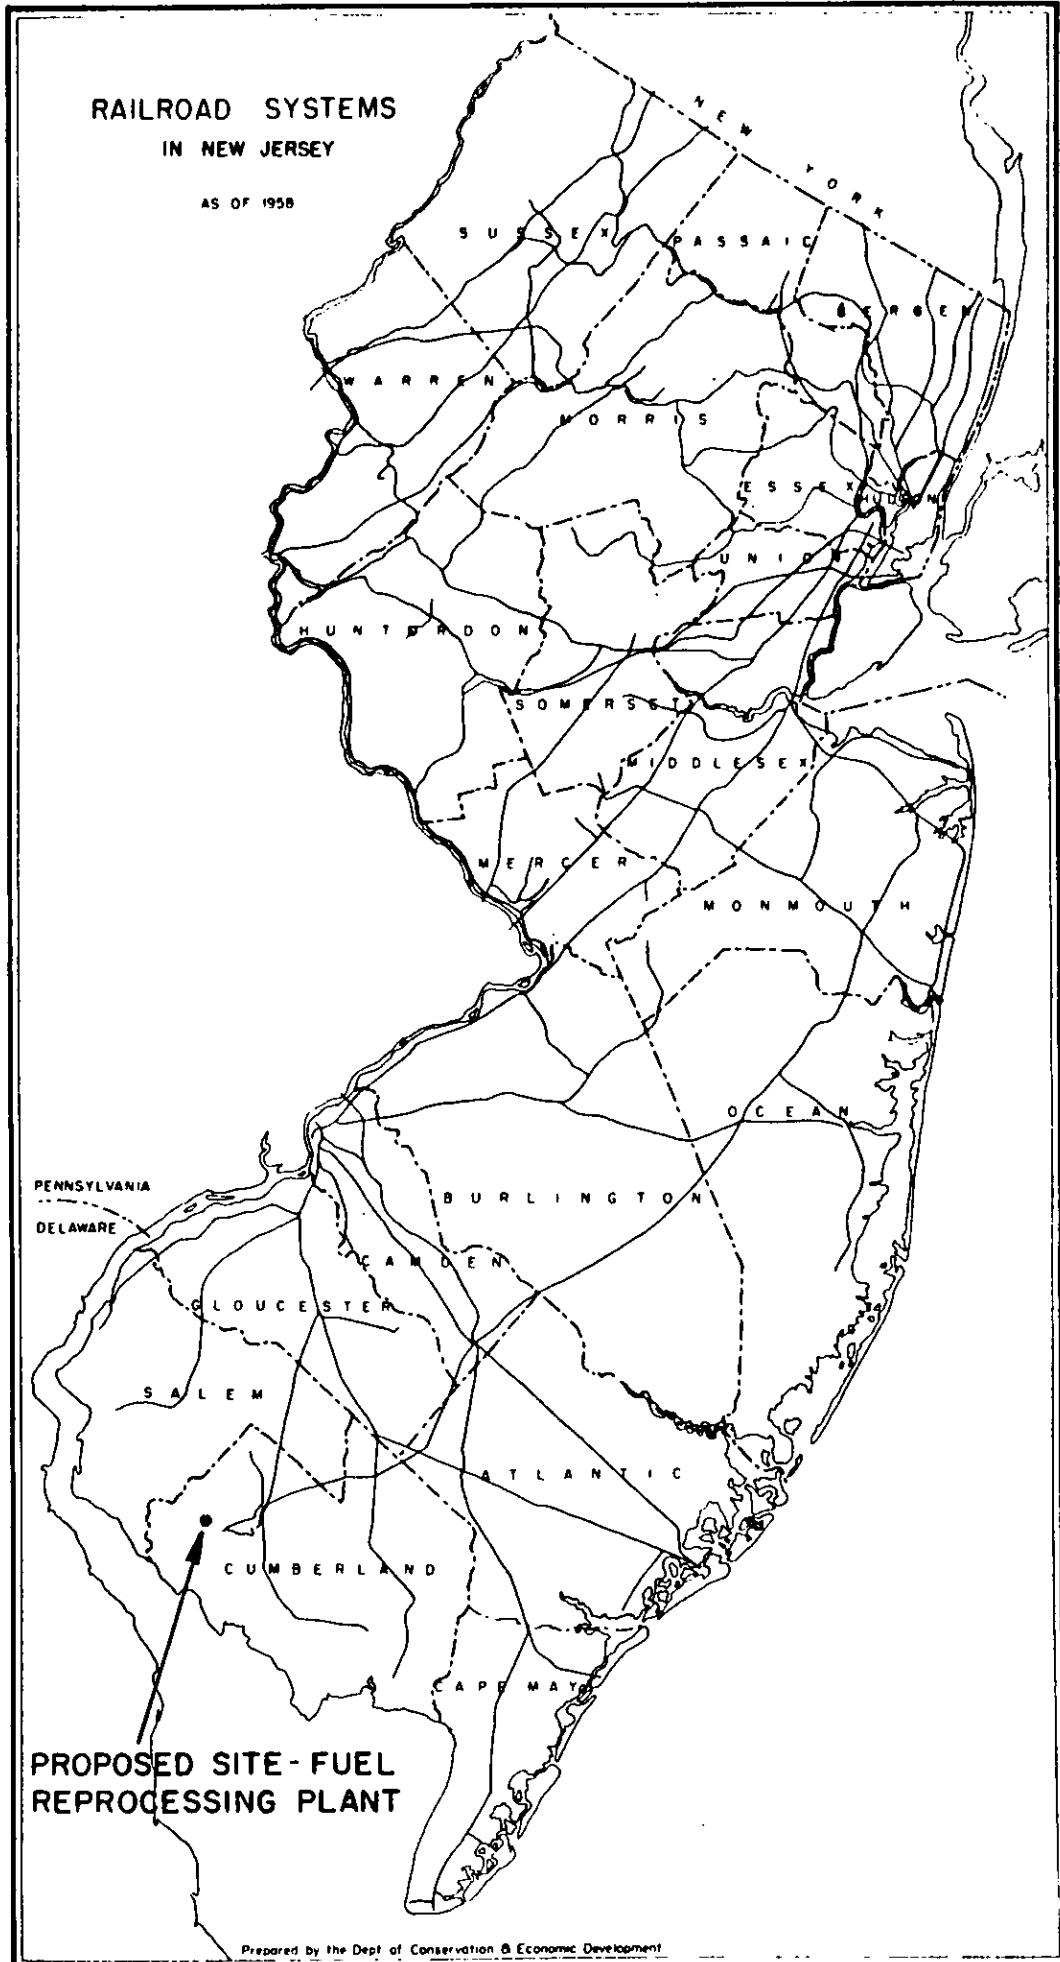 RAILROAD SYSTEMS
IN NEW JERSEY
AS OF 1958
NEW YORK
SUSSEX
PASSAIC
BERGEN
WARREN
MORRIS
ESSEX
HUDSON
UNION
HUNTERDON
SOMERSET
MIDDLESEX
MERCER
MONMOUTH
OCEAN
PENNSYLVANIA
DELAWARE
BURLINGTON
CAMDEN
GLOUCESTER
SALEM
ATLANTIC
CUMBERLAND
CAPE MAY
PROPOSED SITE-FUEL
REPROCESSING PLANT
Prepared by the Dept of Conservation & Economic Development